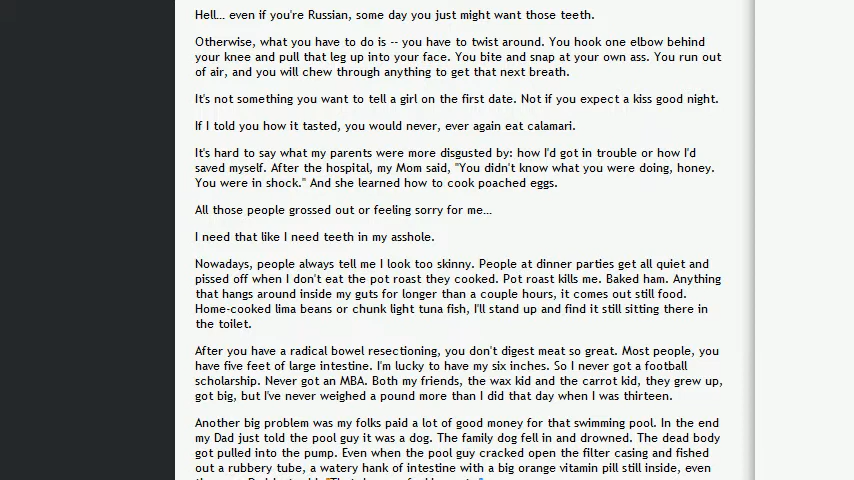 Hell... even if you're Russian, some day you just might want those teeth.
Otherwise, what you have to do is -- you have to twist around. You hook one elbow behind
your knee and pull that leg up into your face. You bite and snap at your own ass. You run out
of air, and you will chew through anything to get that next breath.
It's not something you want to tell a girl on the first date. Not if you expect a kiss good night.
If I told you how it tasted, you would never, ever again eat calamari.
It's hard to say what my parents were more disgusted by: how I'd got in trouble or how I'd
saved myself. After the hospital, my Mom said, "You didn't know what you were doing, honey.
You were in shock." And she learned how to cook poached eggs.
All those people grossed out or feeling sorry for me...
I need that like I need teeth in my asshole.
Nowadays, people always tell me I look too skinny. People at dinner parties get all quiet and
pissed off when I don't eat the pot roast they cooked. Pot roast kills me. Baked ham. Anything
that hangs around inside my guts for longer than a couple hours, it comes out still food.
Home-cooked lima beans or chunk light tuna fish, I'll stand up and find it still sitting there in
the toilet.
After you have a radical bowel resectioning, you don't digest meat so great. Most people, you
have five feet of large intestine. I'm lucky to have my six inches. So I never got a football
scholarship. Never got an MBA. Both my friends, the wax kid and the carrot kid, they grew up,
got big, but I've never weighed a pound more than I did that day when I was thirteen.
Another big problem was my folks paid a lot of good money for that swimming pool. In the end
my Dad just told the pool guy it was a dog. The family dog fell in and drowned. The dead body
got pulled into the pump. Even when the pool guy cracked open the filter casing and fished
out a rubbery tube, a watery hank of intestine with a big orange vitamin pill still inside, even